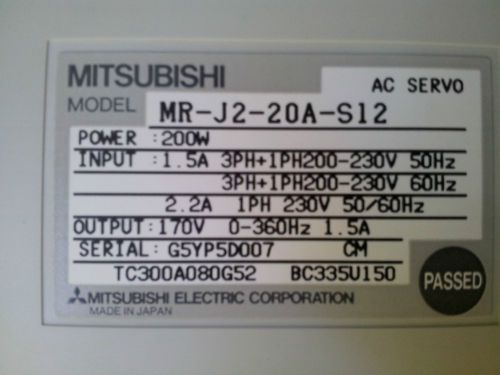 MITSUBISHI
AC SERVO
MODEL MR-J2-20A-S12
POWER :200W
INPUT :1.5A 3PH+1PH200-230V 50Hz
3PH+1PH200-230V 60Hz
2.2A 1PH 230V 50/60Hz
OUTPUT:170V 0-360Hz 1.5A
SERIAL: G5YP5D007 CM
TC300A080G52 BC335U150
PASSED
MITSUBISHI ELECTRIC CORPORATION
MADE IN JAPAN